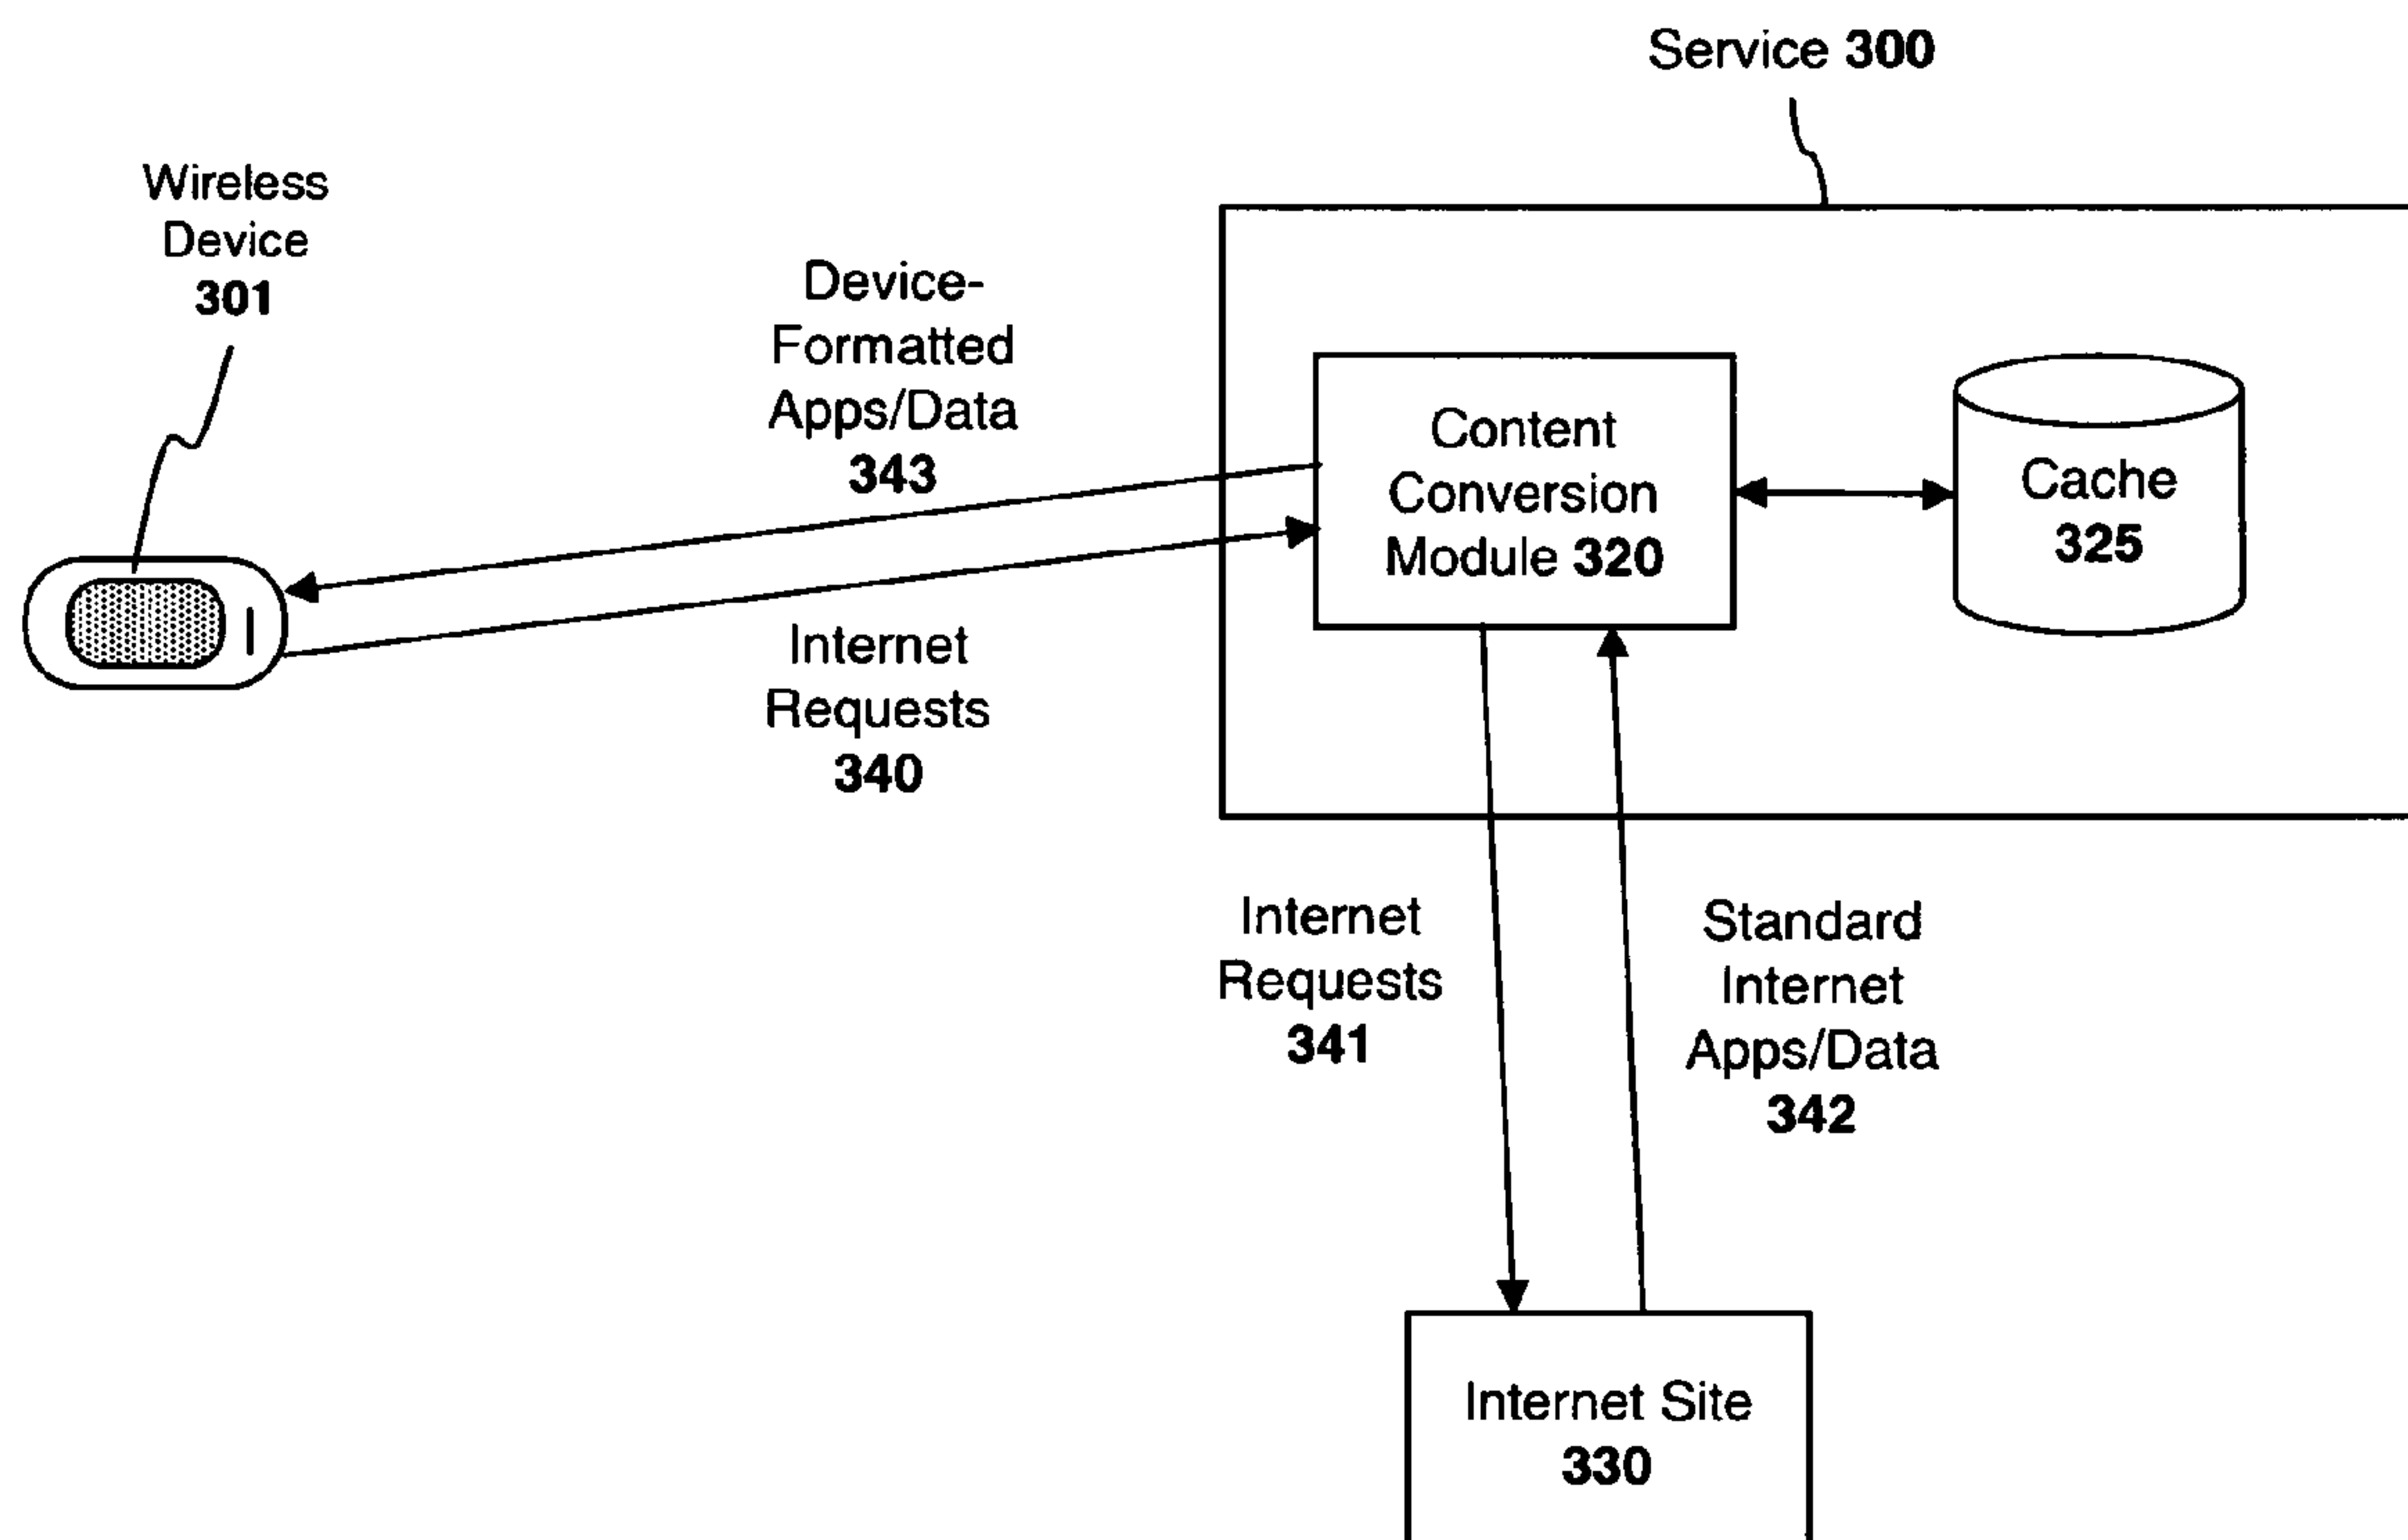 Service 300
Wireless
Device
301
Device-
Formatted
Apps/Data
343
Content
Conversion
Module 320
Cache
325
Internet
Requests
340
Internet
Requests
341
Standard
Internet
Apps/Data
342
Internet Site
330